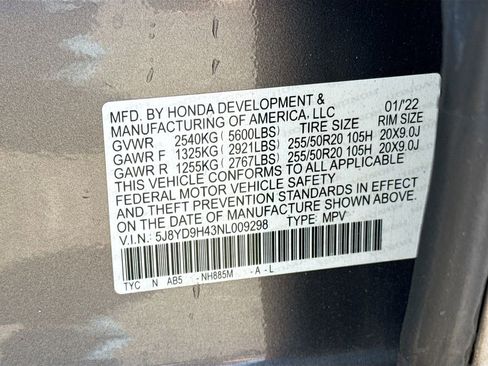 MFD. BY HONDA DEVELOPMENT & 01/'22
MANUFACTURING OF AMERICA, LLC
GVWR 2540KG (5600LBS) TIRE SIZE RIM SIZE
GAWR F 1325KG (2921LBS) 255/50R20 105H 20X9.0J
GAWR R 1255KG (2767LBS) 255/50R20 105H 20X9.0J
THIS VEHICLE CONFORMS TO ALL APPLICABLE
FEDERAL MOTOR VEHICLE SAFETY
AND THEFT PREVENTION STANDARDS IN EFFECT
ON THE DATE OF MANUFACTURE SHOWN ABOVE.
V.I.N.: 5J8YD9H43NL009298 TYPE: MPV
TYC N AB5 -NH885M -A-L